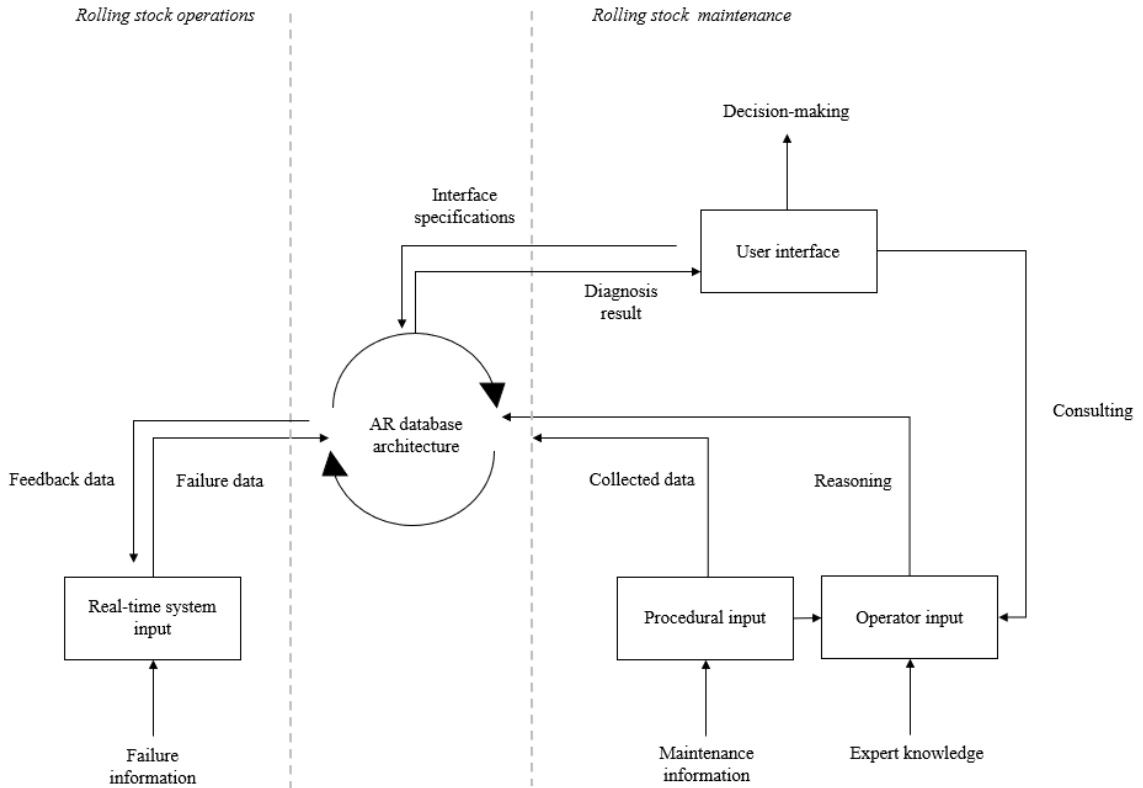 Rolling stock operations
Rolling stock maintenance
Decision-making
Interface
specifications
User interface
Diagnosis
result
AR database
architecture
Consulting
Feedback data
Failure data
Collected data
Reasoning
Real-time system
input
Procedural input
Operator input
Failure
information
Maintenance
information
Expert knowledge